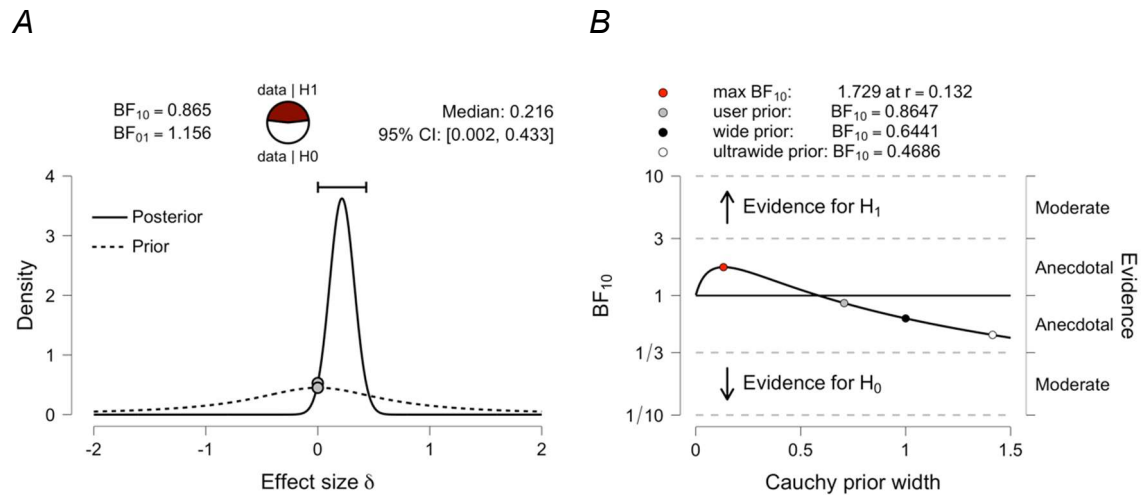 A
data | H1
BF10 = 0.865
BF01 = 1.156
data | H0
Median: 0.216
95% CI: [0.002, 0.433]
4
3
2
1
0
Density
Posterior
Prior
-2
-1
0
1
2
Effect size δ
B
max BF10: 1.729 at r = 0.132
user prior: BF10 = 0.8647
wide prior: BF10 = 0.6441
ultrawide prior: BF10 = 0.4686
10
3
1
1/3
1/10
BF10
Evidence for H1
Evidence for H0
Moderate
Anecdotal
Anecdotal
Moderate
Evidence
0
0.5
1
1.5
Cauchy prior width